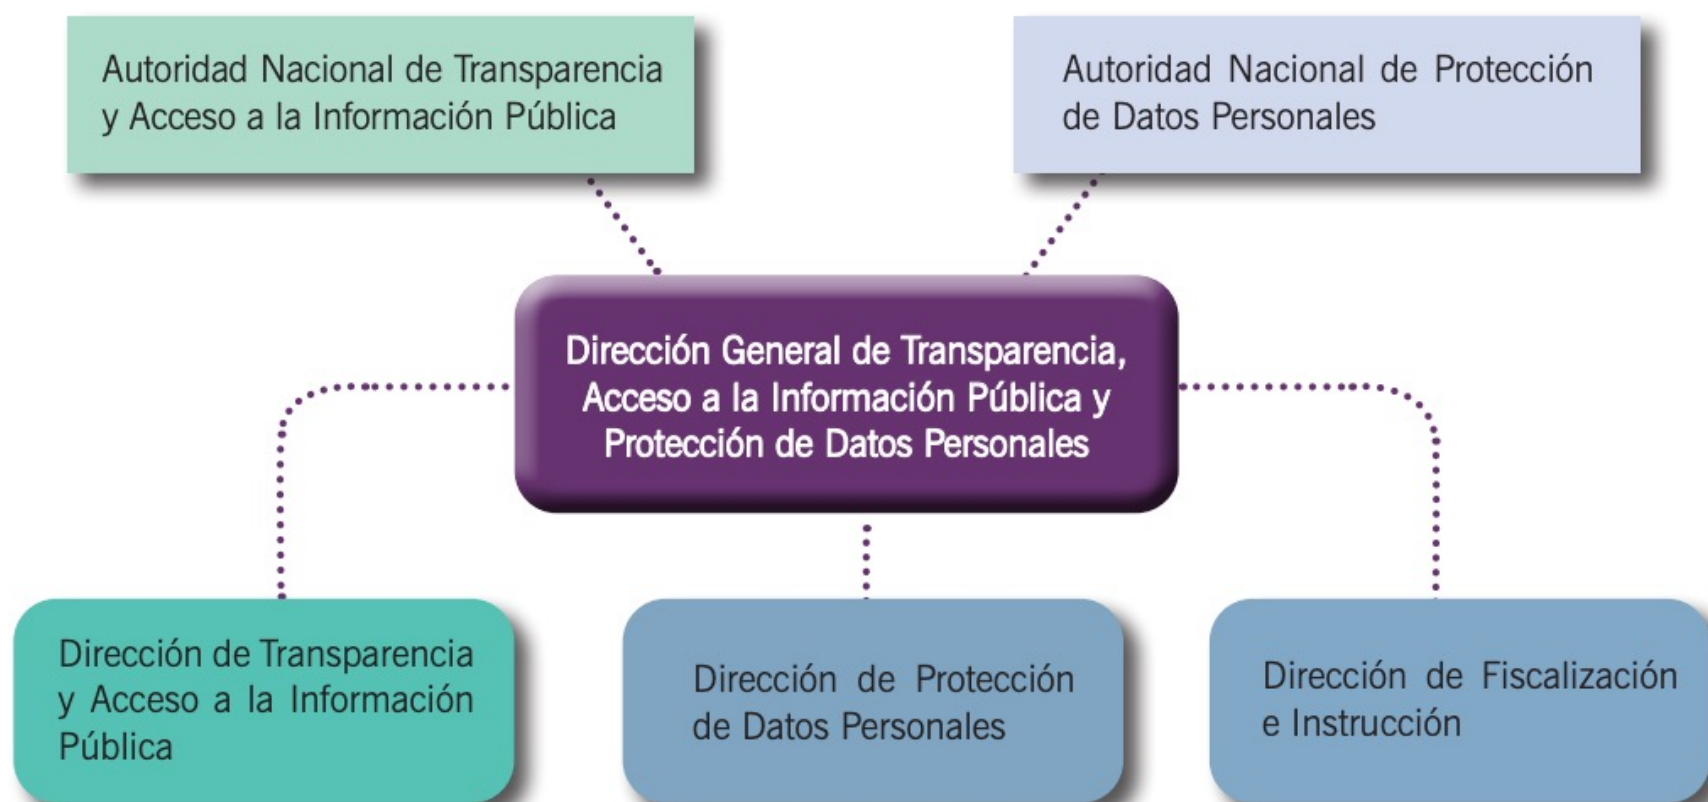 Autoridad Nacional de Transparencia
y Acceso a la Información Pública
Autoridad Nacional de Protección
de Datos Personales
Dirección General de Transparencia,
Acceso a la Información Pública y
Protección de Datos Personales
Dirección de Transparencia
y Acceso a la Información
Pública
Dirección de Protección
de Datos Personales
Dirección de Fiscalización
e Instrucción